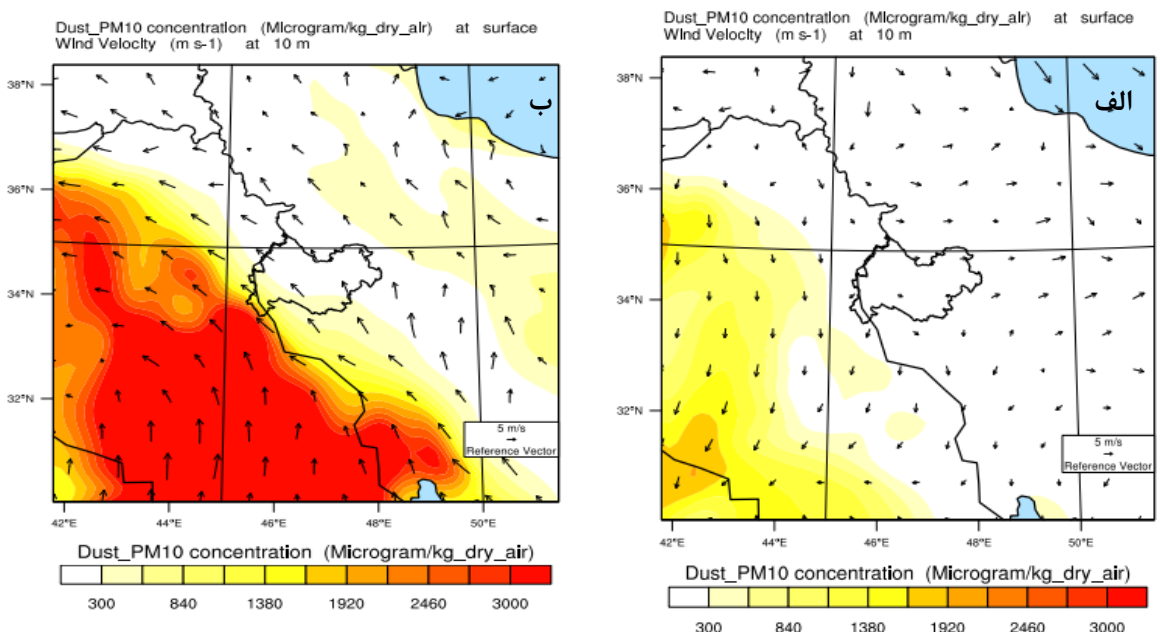 Dust_PM10 concentration (MIcrogram/kg_dry_aIr) at surface
WInd VelocIty (m s-1) at 10 m
38°N
36°N
34°N
32°N
ب
5 m/s
Reference Vector
42°E 44°E 46°E 48°E 50°E
Dust_PM10 concentration (Microgram/kg_dry_air)
300 840 1380 1920 2460 3000
Dust_PM10 concentration (MIcrogram/kg_dry_aIr) at surface
WInd VelocIty (m s-1) at 10 m
38°N
36°N
34°N
32°N
الف
5 m/s
Reference Vector
42°E 44°E 46°E 48°E 50°E
Dust_PM10 concentration (Microgram/kg_dry_air)
300 840 1380 1920 2460 3000